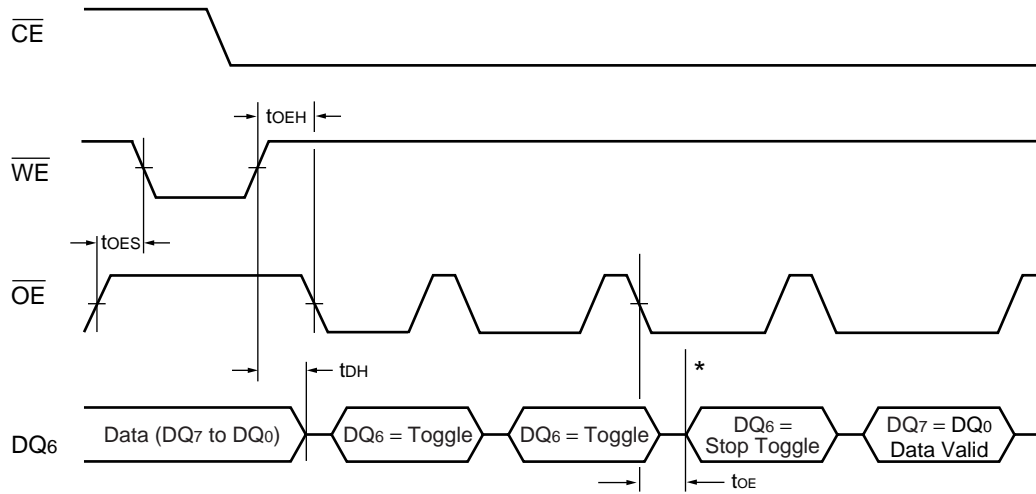 CE
tOEH
WE
tOES
OE
tDH
*
DQ6
Data (DQ7 to DQ0)
DQ6 = Toggle
DQ6 = Toggle
DQ6 =
Stop Toggle
DQ7 = DQ0
Data Valid
tOE